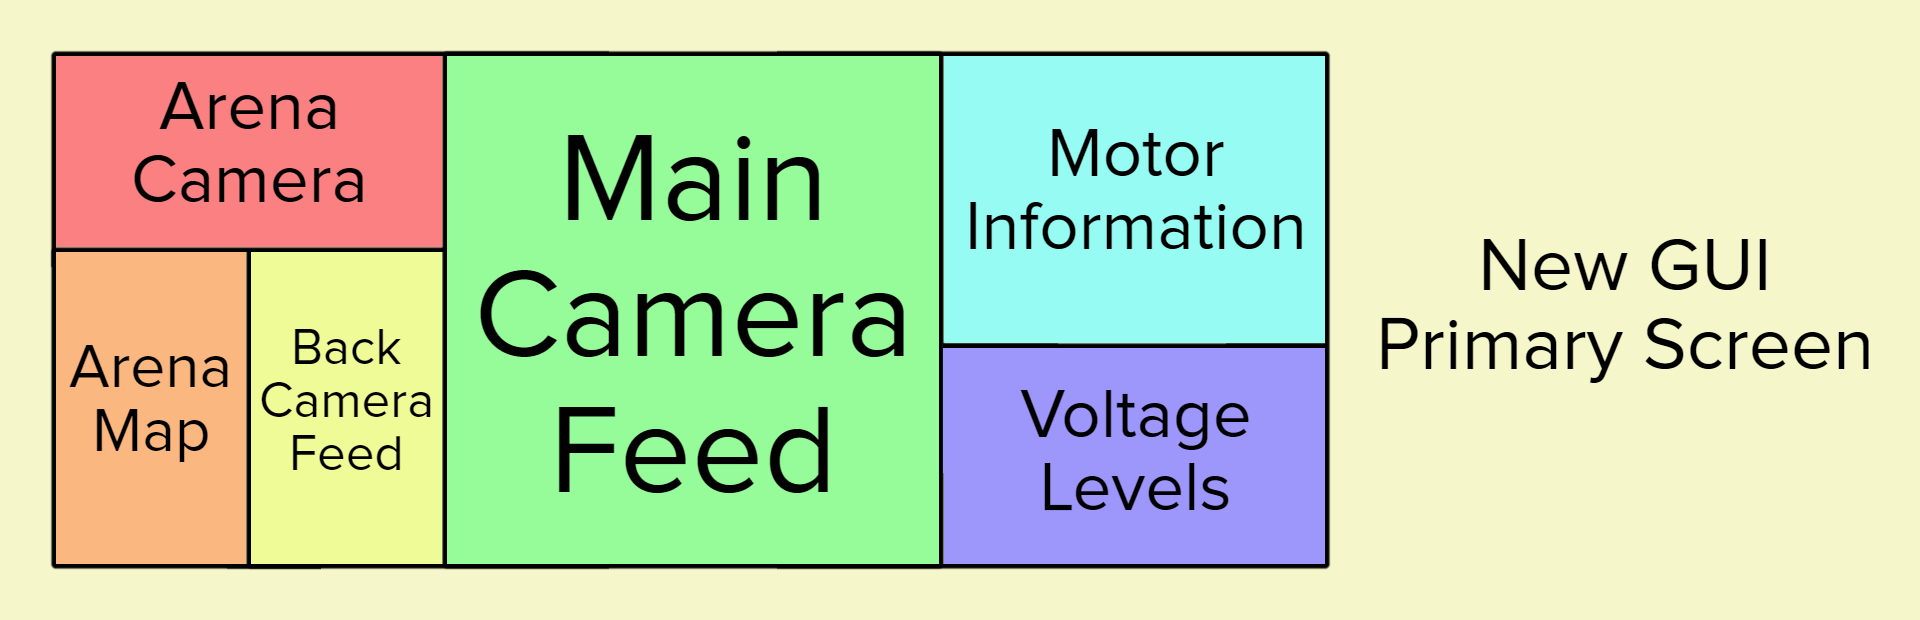 Arena
Camera
Arena
Map
Back
Camera
Feed
Main
Camera
Feed
Motor
Information
Voltage
Levels
New GUI
Primary Screen